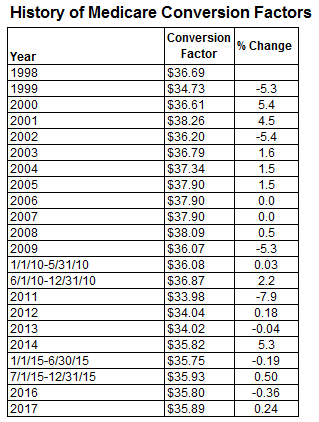 History of Medicare Conversion Factors
Year Conversion Factor % Change
1998 $36.69
1999 $34.73 -5.3
2000 $36.61 5.4
2001 $38.26 4.5
2002 $36.20 -5.4
2003 $36.79 1.6
2004 $37.34 1.5
2005 $37.90 1.5
2006 $37.90 0.0
2007 $37.90 0.0
2008 $38.09 0.5
2009 $36.07 -5.3
1/1/10-5/31/10 $36.08 0.03
6/1/10-12/31/10 $36.87 2.2
2011 $33.98 -7.9
2012 $34.04 0.18
2013 $34.02 -0.04
2014 $35.82 5.3
1/1/15-6/30/15 $35.75 -0.19
7/1/15-12/31/15 $35.93 0.50
2016 $35.80 -0.36
2017 $35.89 0.24